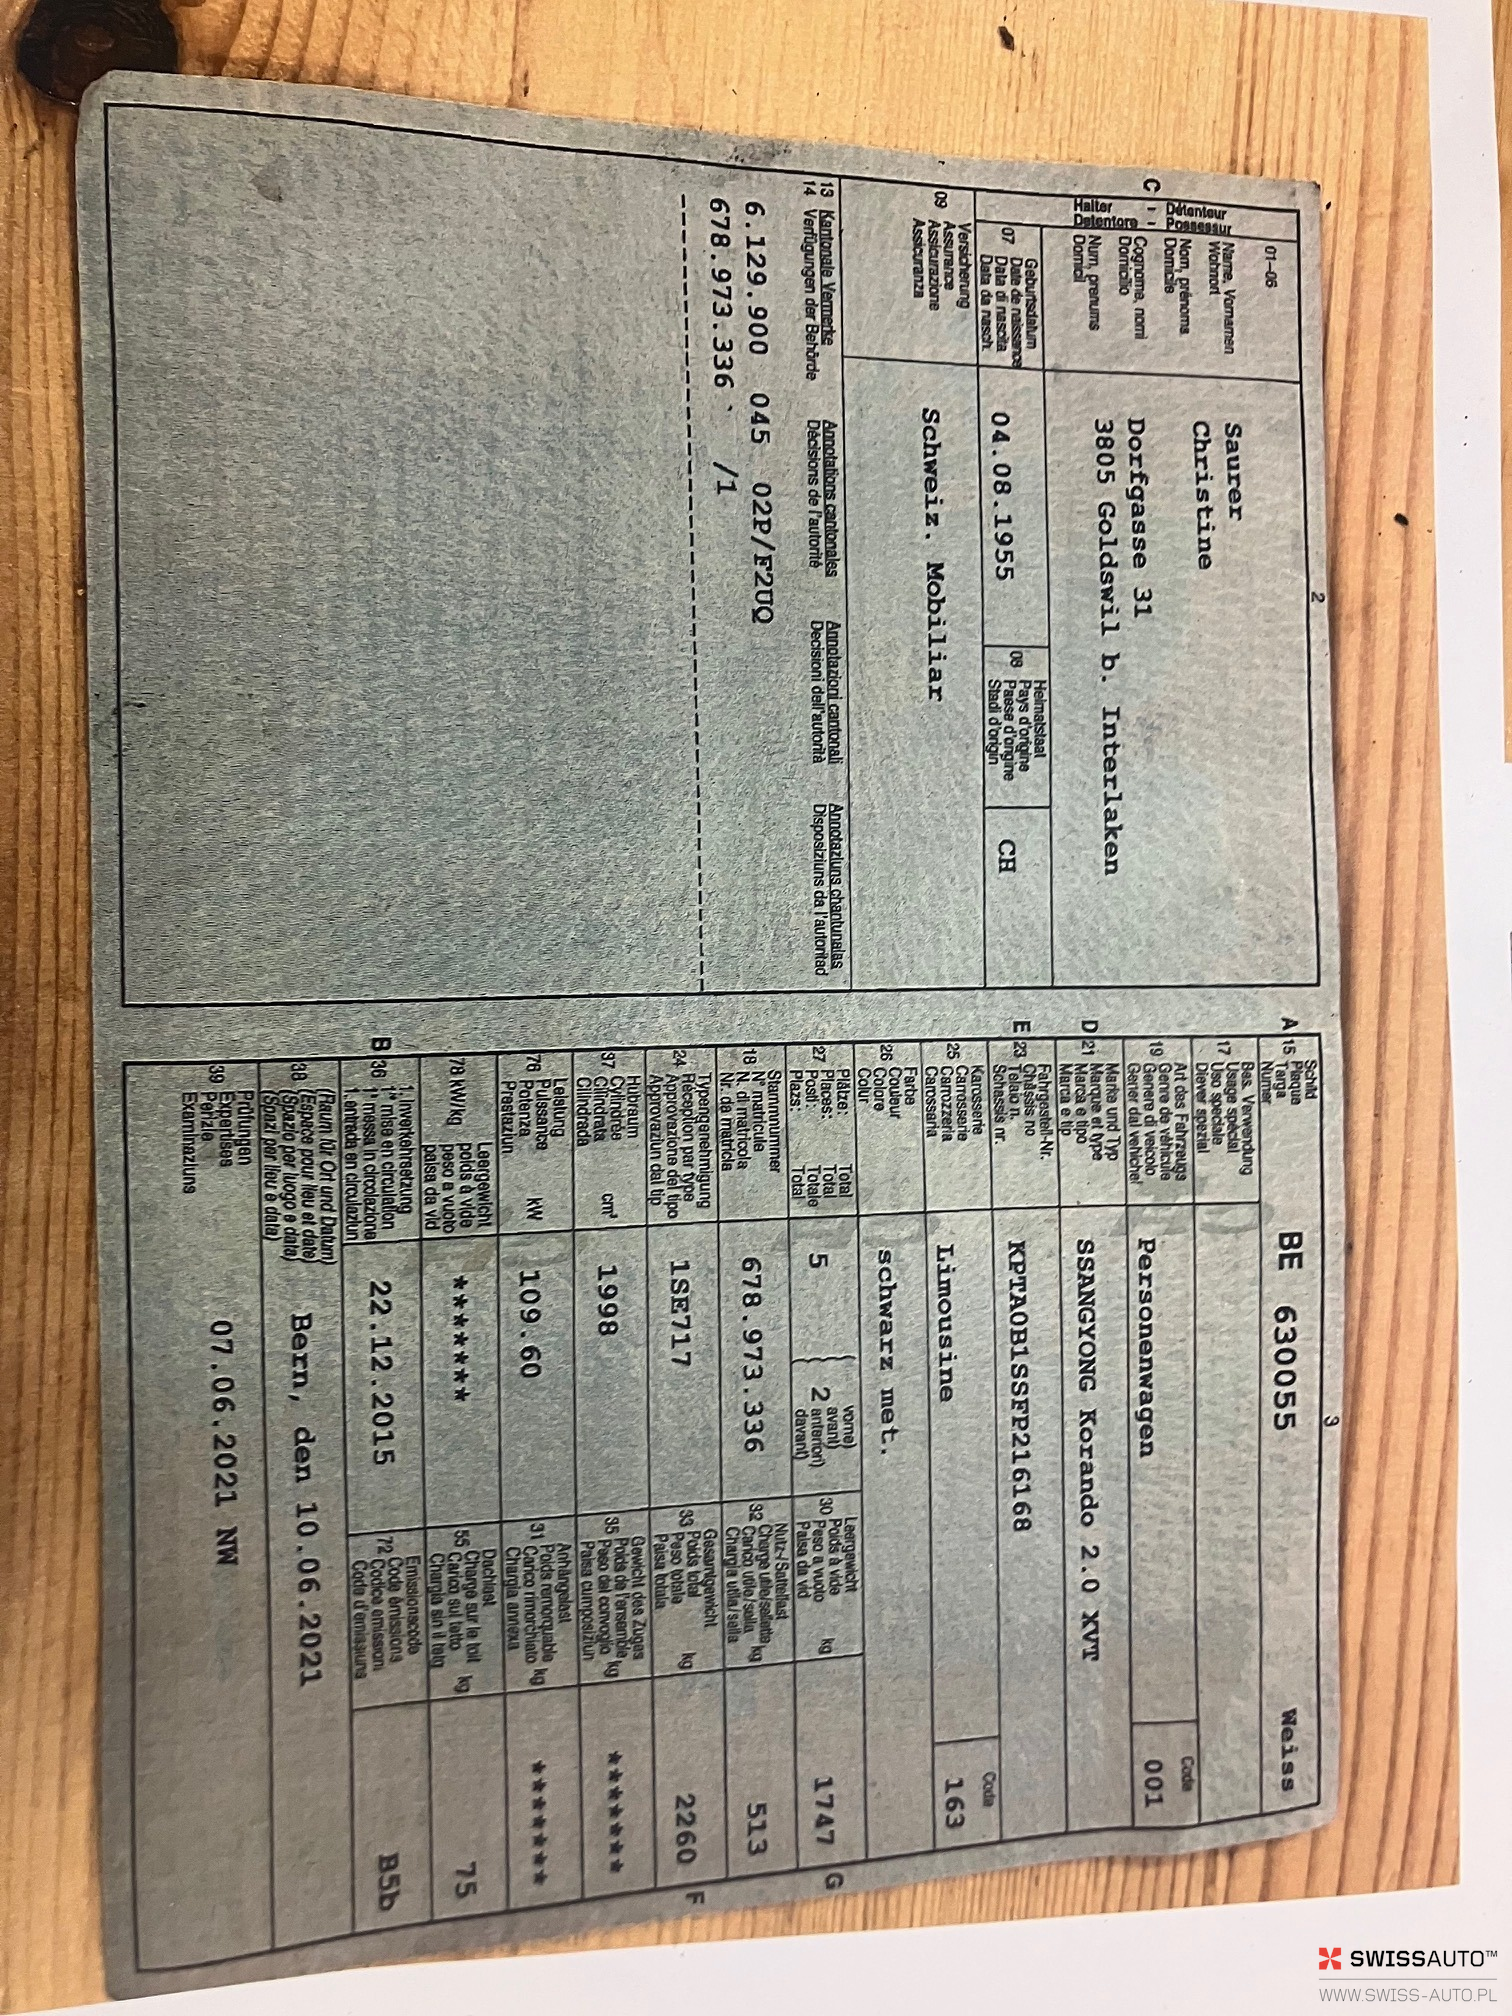 2
C
01–06
Détenteur
Possessur
Halter
Detentore
Name, Vornamen
Wohnort
Nom, prénoms
Domicile
Cognome, nomi
Domicilio
Num, prenums
Domicil
Saurer
Christine
Dorfgasse 31
3805 Goldswil b. Interlaken
07
Geburtsdatum
Date de naissance
Data di nascita
Data da nasch.
04.08.1955
08
Heimatstaat
Pays d'origine
Paese d'origine
Stadi d'origin
CH
09
Versicherung
Assurance
Assicurazione
Assicuranza
Schweiz. Mobiliar
13 Kantonale Vermerke Annotations cantonales Annotazioni cantonali Annotaziuns chantunalas
14 Verfügungen der Behörde Décisions de l'autorité Decisioni dell'autorità Disposiziuns da l'autoritad
6.129.900 045 02P/F2UQ
678.973.336 /1
3
A 15
Schild
Plaque
Targa
Numer
BE 630055 Weiss
17
Bes. Verwendung
Usage spécial
Uso speciale
Diever spezial
19
Art des Fahrzeugs
Genre de véhicule
Genere di veicolo
Gener dal vehichel
Personenwagen
Code
001
D 21
Marke und Typ
Marque et type
Marca e tipo
Marca e tip
SSANGYONG Korando 2.0 XVT
E 23
Fahrgestell-Nr.
Châssis no
Telaio n.
Schassis nr.
KPTA0B1SSFP216168
25
Karosserie
Carrosserie
Carrozzeria
Carossaria
Limousine
Code
163
26
Farbe
Couleur
Colore
Colur
schwarz met.
27
Plätze: Total
Places: Total
Posti: Totale
Plazs: Total
5
2
vorne)
avant)
anteriori)
davant)
30
Leergewicht
Poids à vide
Peso a vuoto kg
Paisa da vid
1747
G
18
Stammnummer
N° matricule
N. di matricola
Nr. da matricla
678.973.336
32
Nutz-/Sattellast
Charge utile/sellette
Carico utile/sella kg
Chargia utila/sella
513
24
Typengenehmigung
Réception par type
Approvazione del tipo
Approvaziun dal tip
1SE717
33
Gesamtgewicht
Poids total
Peso totale kg
Paisa totala
2260
F
37
Hubraum
Cylindrée
Cilindrata cm³
Cilindrada
1998
35
Gewicht des Zuges
Poids de l'ensemble
Peso del convoglio kg
Paisa cumposiziun
*******
76
Leistung
Puissance
Potenza kW
Prestaziun
109.60
31
Anhängelast
Poids remorquable
Carico rimorchiato kg
Chargia annexa
*******
78 kW/kg
Leergewicht
poids à vide
peso a vuoto
paisa da vid
*******
55
Dachlast
Charge sur le toit
Carico sul tetto kg
Chargia sin il tetg
75
B 36
1. Inverkehrsetzung
1re mise en circulation
1a messa in circolazione
1. entrada en circulaziun
22.12.2015
72
Emissionscode
Code émissions
Codice emissioni
Code d'emissiuns
B5b
38
(Raum für Ort und Datum)
(Espace pour lieu et date)
(Spazio per luogo e data)
(Spazi per lieu e data)
Bern, den 10.06.2021
39
Prüfungen
Expertises
Perizie
Examinaziuns
07.06.2021 NW
SWISSAUTO™
WWW.SWISS-AUTO.PL